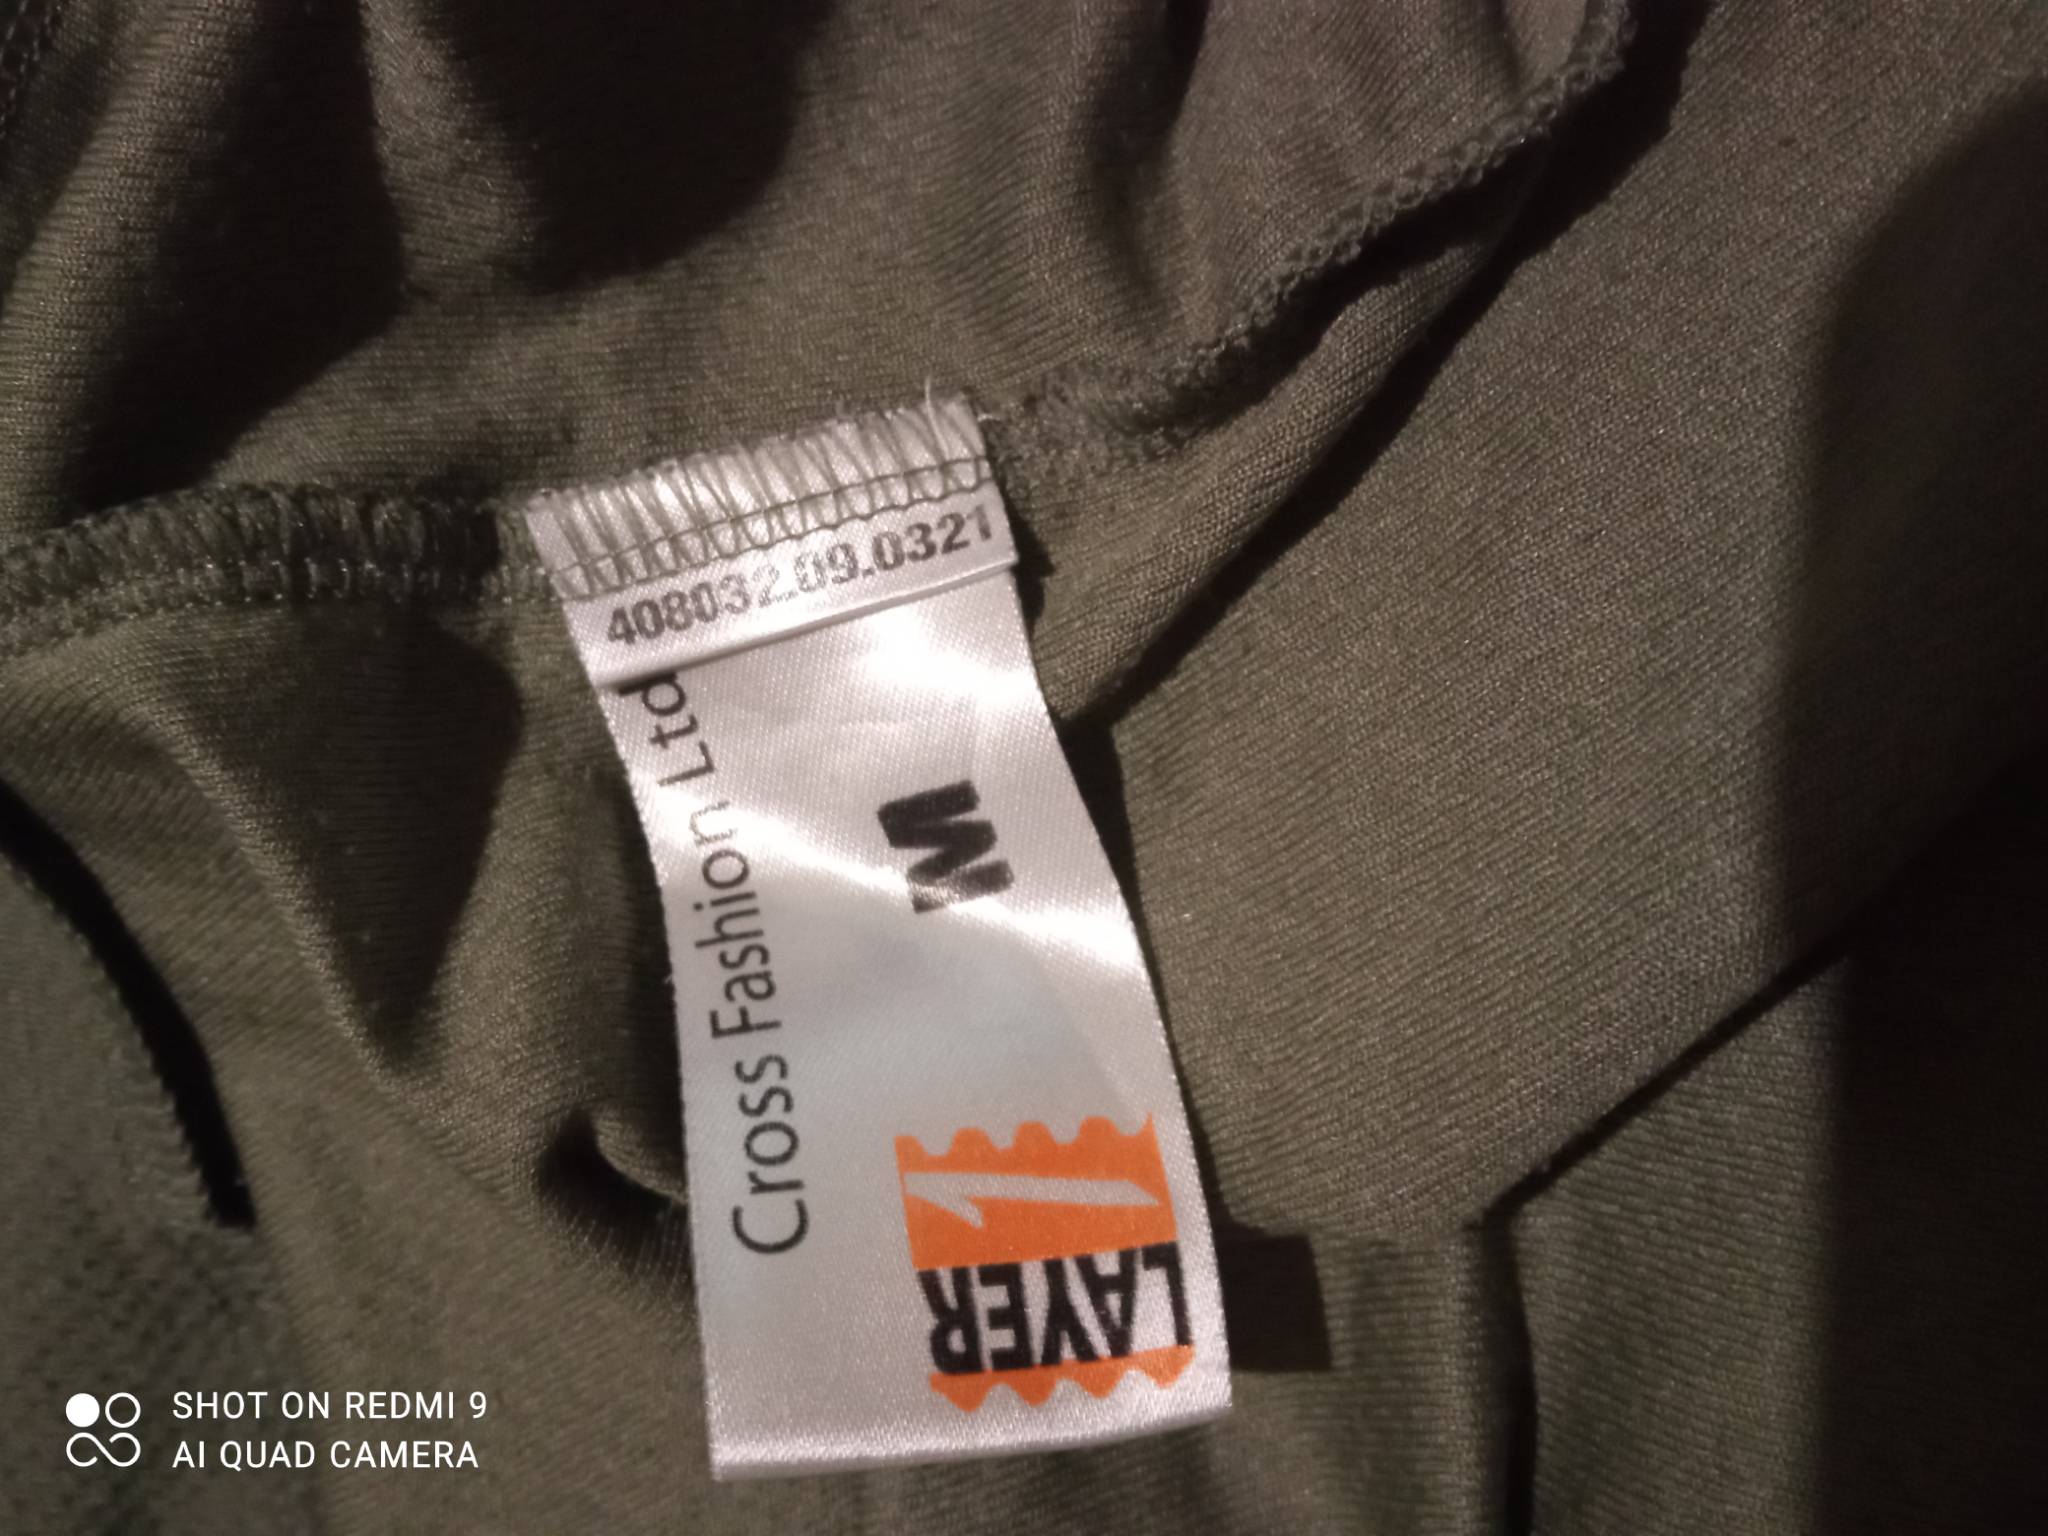 408032.09.0321
Cross Fashion Ltd
M
1
LAYER
SHOT ON REDMI 9
AI QUAD CAMERA